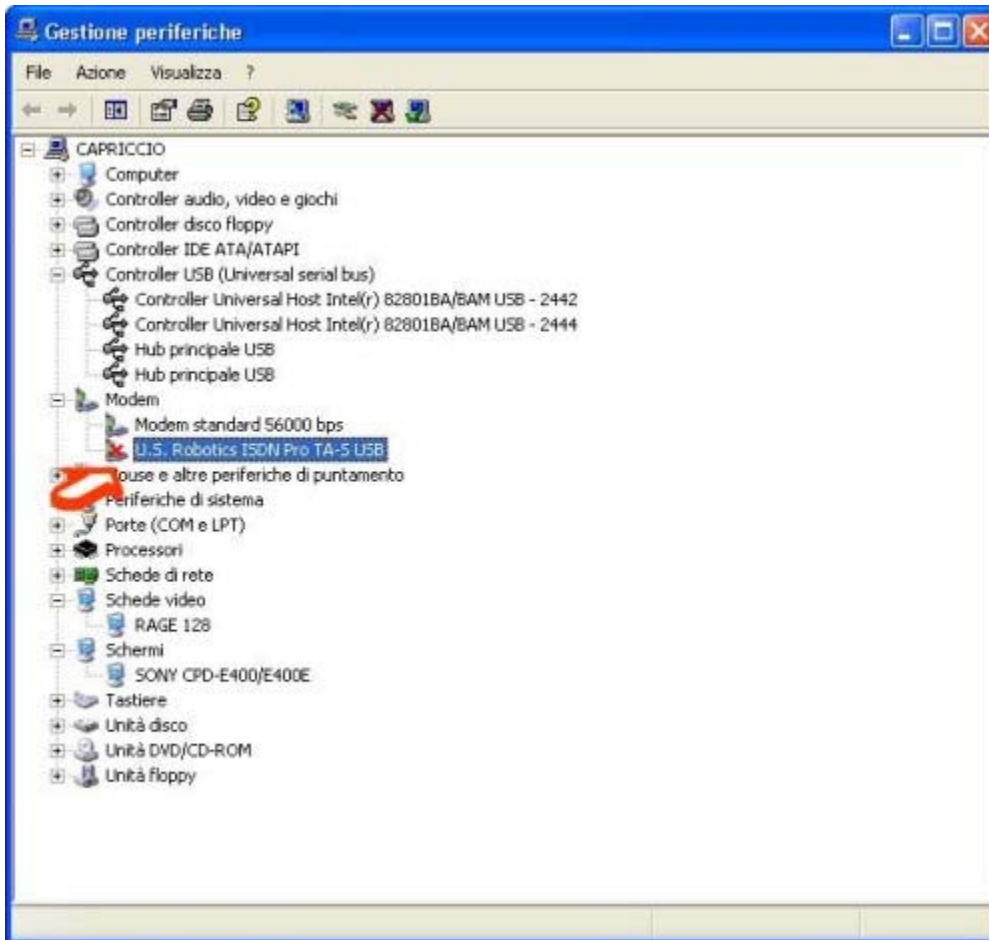 Gestione periferiche
File Azione Visualizza ?
CAPRICCIO
Computer
Controller audio, video e giochi
Controller disco floppy
Controller IDE ATA/ATAPI
Controller USB (Universal serial bus)
Controller Universal Host Intel(r) 82801BA/BAM USB - 2442
Controller Universal Host Intel(r) 82801BA/BAM USB - 2444
Hub principale USB
Hub principale USB
Modem
Modem standard 56000 bps
U.S. Robotics ISDN Pro TA-S USB
Mouse e altre periferiche di puntamento
Periferiche di sistema
Porte (COM e LPT)
Processori
Schede di rete
Schede video
RAGE 128
Schermi
SONY CPD-E400/E400E
Tastiere
Unità disco
Unità DVD/CD-ROM
Unità floppy